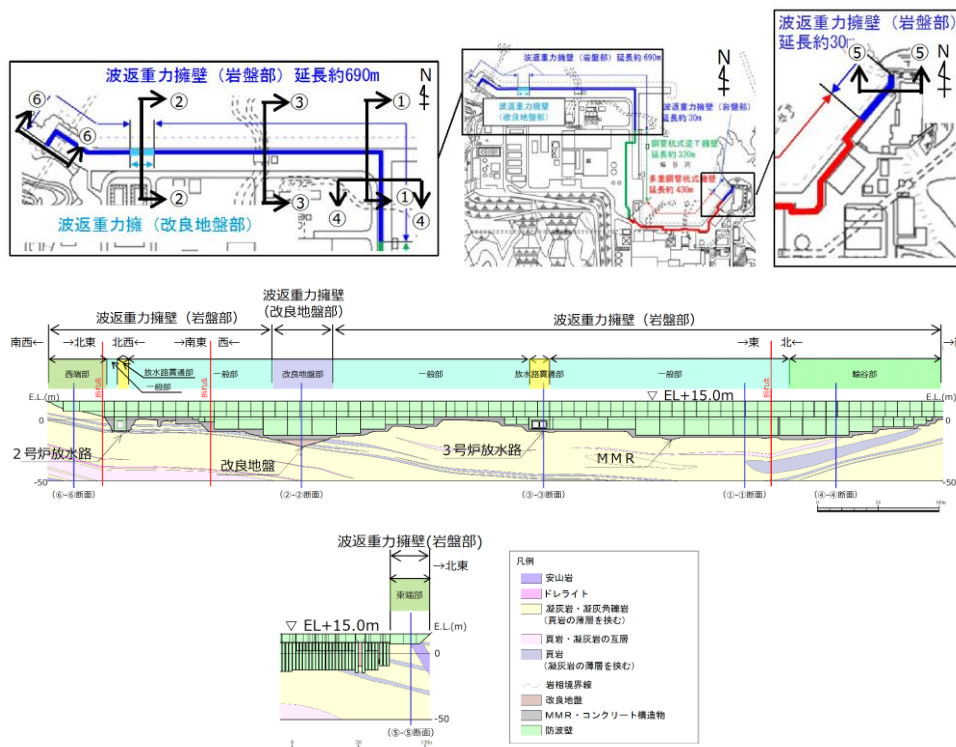 波返重力擁壁（岩盤部）延長約690m
N
⑥
②
③
①
⑥
②
③
①
④
④
波返重力擁（改良地盤部）
波返重力擁壁（岩盤部）延長約690m
N
波返重力擁壁
（改良地盤部）
波返重力擁壁（岩盤部）
延長約30m
鋼管杭式逆Ｔ擁壁
延長約320m
輪谷湾
多重鋼管杭式擁壁
延長約430m
波返重力擁壁（岩盤部）
延長約30m
⑤
⑤
N
波返重力擁壁
（改良地盤部）
波返重力擁壁（岩盤部）
波返重力擁壁（岩盤部）
南西←
→北東
北西←
→南東
西←
→東
北←
西端部
放水路貫通部
一般部
一般部
改良地盤部
一般部
放水路貫通部
一般部
輪谷部
E.L.(m)
▽ EL+15.0m
E.L.(m)
0
0
-50
-50
２号炉放水路
改良地盤
３号炉放水路
ＭＭＲ
(⑥-⑥断面)
(②-②断面)
(③-③断面)
(①-①断面)
(④-④断面)
波返重力擁壁(岩盤部)
→北東
東端部
▽ EL+15.0m
E.L.(m)
0
-50
(⑤-⑤断面)
凡例
安山岩
ドレライト
凝灰岩・凝灰角礫岩
（頁岩の薄層を挟む）
頁岩・凝灰岩の互層
頁岩
（凝灰岩の薄層を挟む）
岩相境界線
改良地盤
ＭＭＲ・コンクリート構造物
防波壁